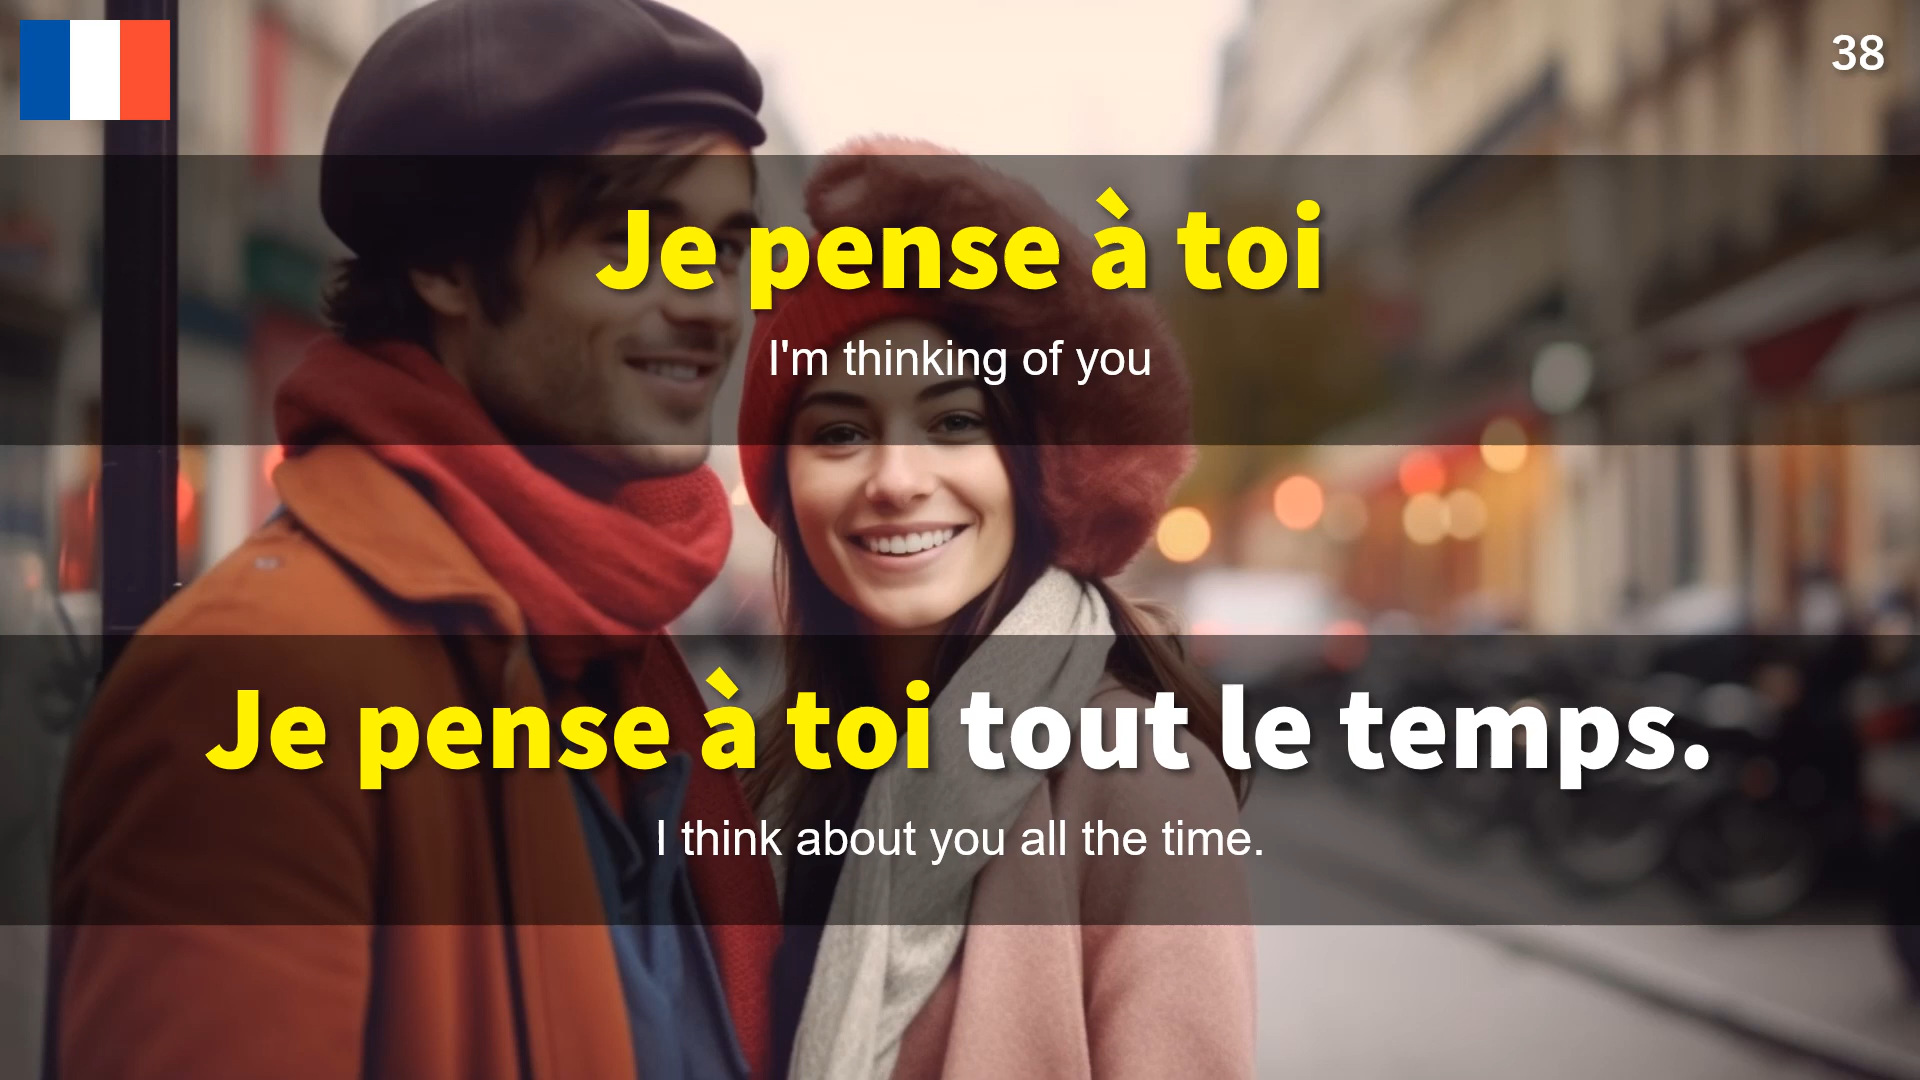 38
Je pense à toi
I'm thinking of you
Je pense à toi tout le temps.
I think about you all the time.